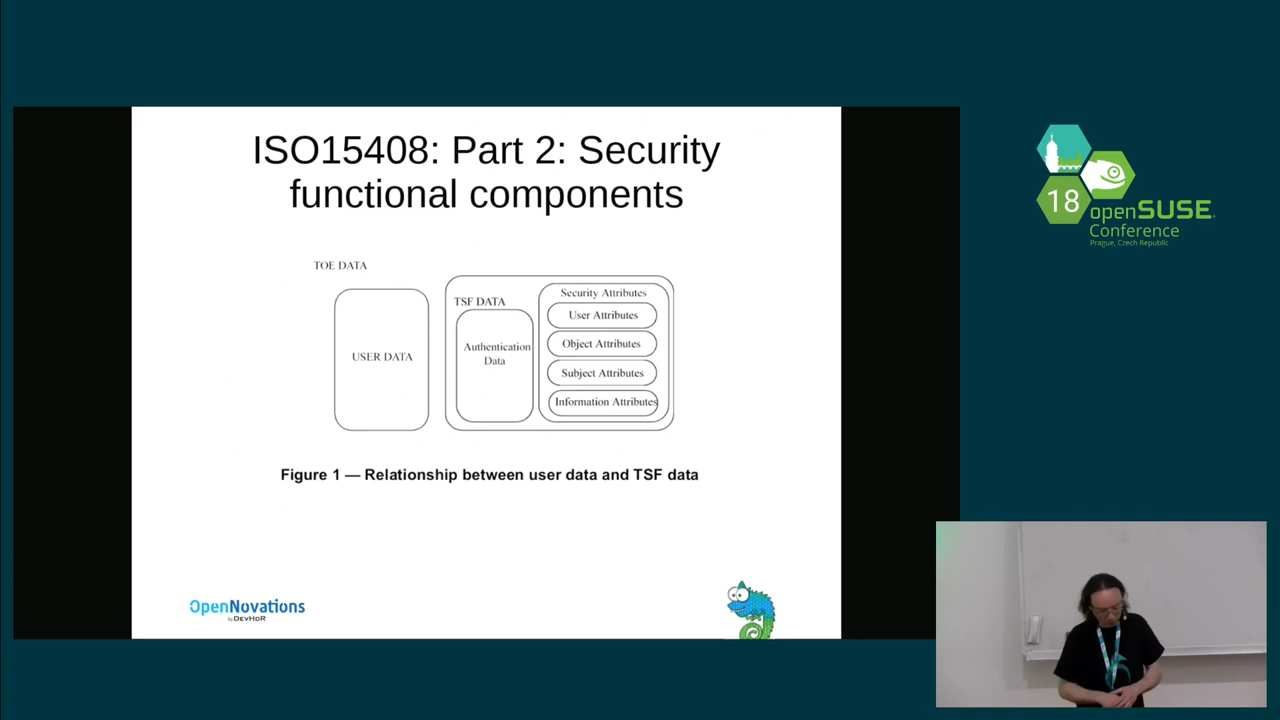 ISO15408: Part 2: Security
functional components
TOE DATA
USER DATA
TSF DATA
Authentication
Data
Security Attributes
User Attributes
Object Attributes
Subject Attributes
Information Attributes
Figure 1 — Relationship between user data and TSF data
OpenNovations
by DEVHDR
18
openSUSE
Conference
Prague, Czech Republic